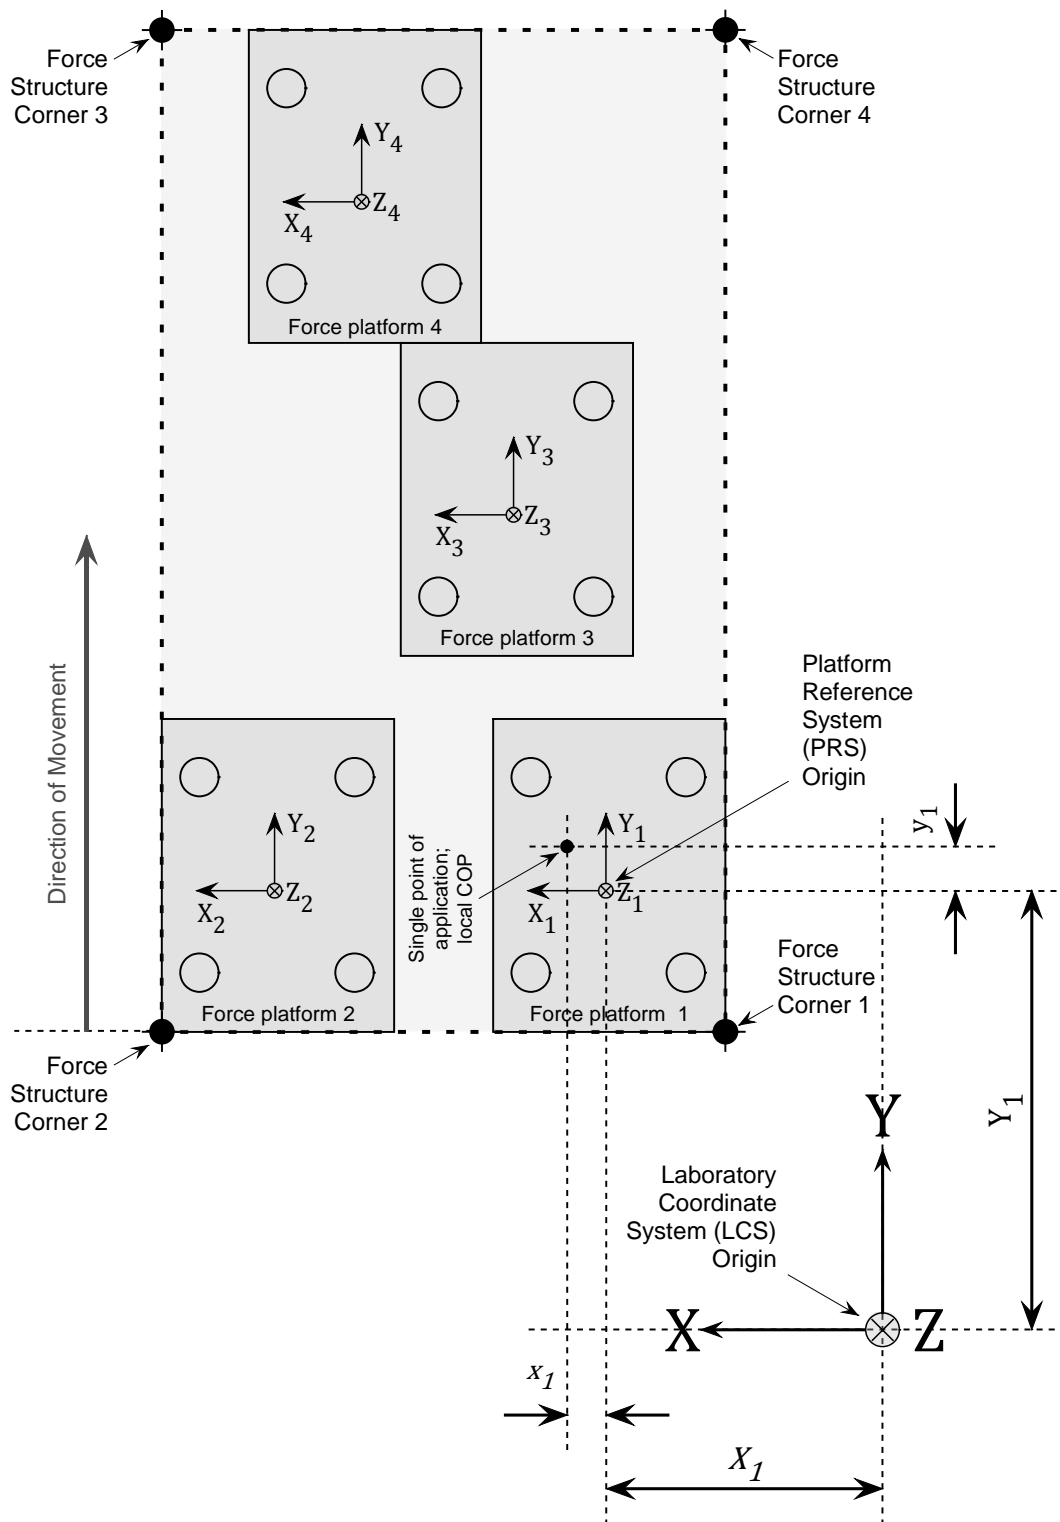 Force
Structure
Corner 3
Force
Structure
Corner 4
Y4
Z4
X4
Force platform 4
Y3
Z3
X3
Force platform 3
Direction of Movement
Platform
Reference
System
(PRS)
Origin
Y2
Z2
X2
Force platform 2
Single point of
application;
local COP
Y1
Z1
X1
Force platform 1
y1
Force
Structure
Corner 1
Force
Structure
Corner 2
Y1
Y
Laboratory
Coordinate
System (LCS)
Origin
X
Z
x1
X1